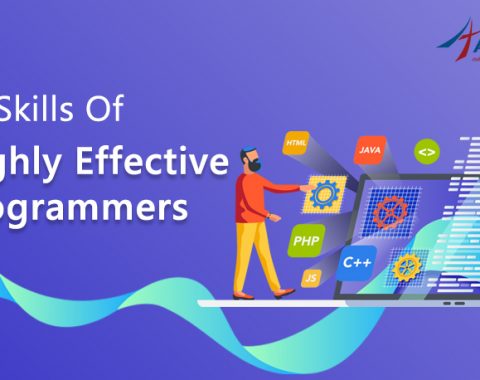 Skills Of
ghly Effective
ogrammers
HTML
JAVA
<>
PHP
C++
JS